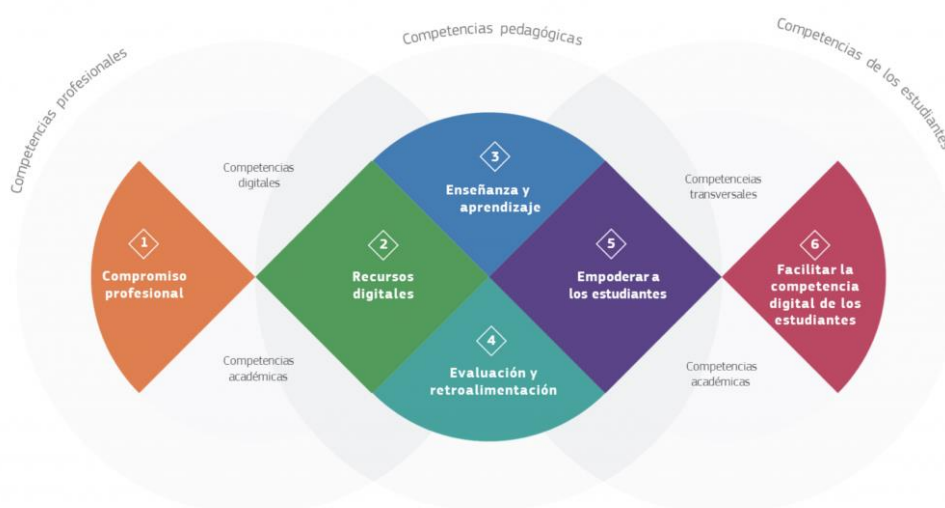 Competencias profesionales
Competencias pedagógicas
Competencias de los estudiantes
Competencias
digitales
Competenceias
transversales
1
Compromiso
profesional
2
Recursos
digitales
3
Enseñanza y
aprendizaje
4
Evaluación y
retroalimentación
5
Empoderar a
los estudiantes
6
Facilitar la
competencia
digital de los
estudiantes
Competencias
académicas
Competencias
académicas